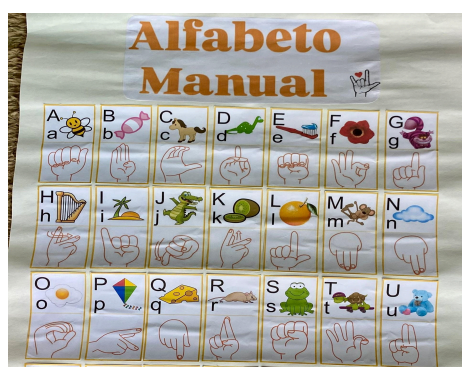 Alfabeto
Manual
A B C D E F G
a b c d e f g
H I J K L M N
h i j k l m n
O P Q R S T U
o p q r s t u